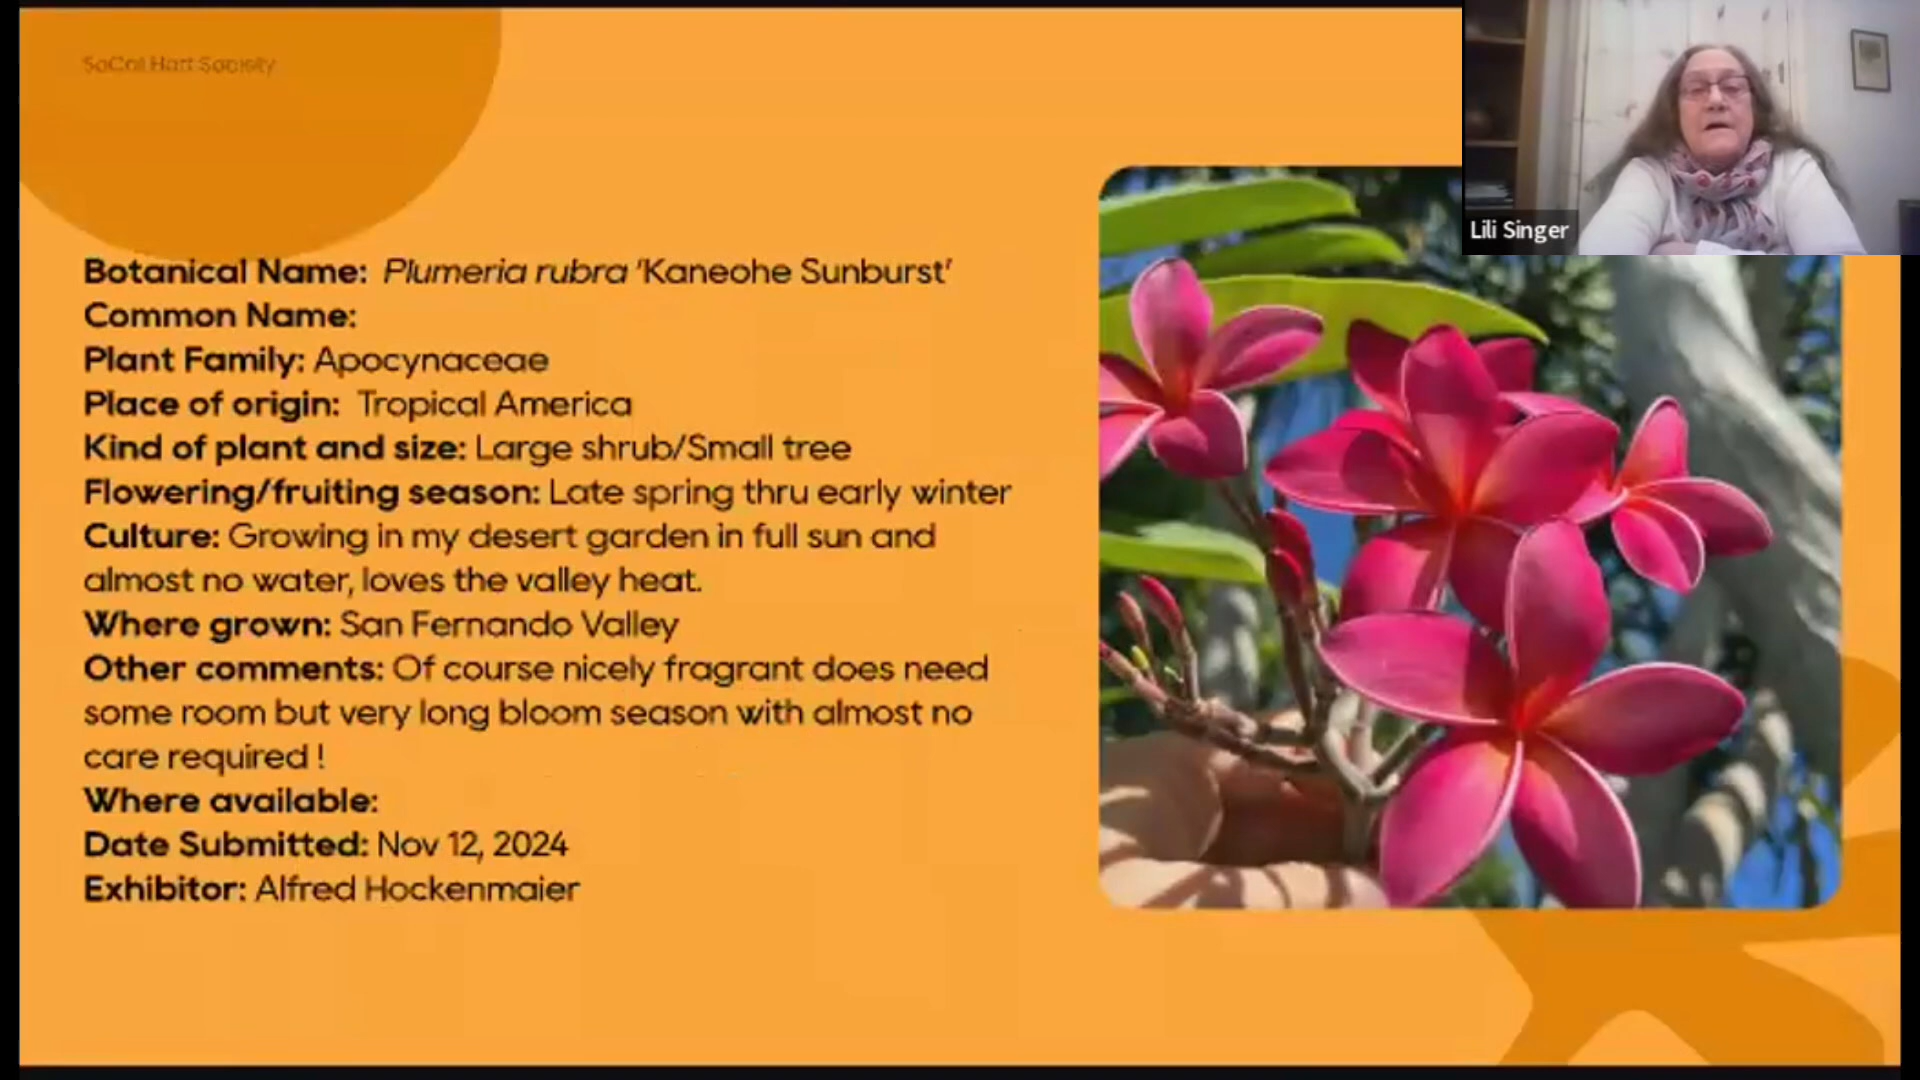 SoCal Hort Society
Lili Singer
Botanical Name: Plumeria rubra 'Kaneohe Sunburst'
Common Name:
Plant Family: Apocynaceae
Place of origin: Tropical America
Kind of plant and size: Large shrub/Small tree
Flowering/fruiting season: Late spring thru early winter
Culture: Growing in my desert garden in full sun and
almost no water, loves the valley heat.
Where grown: San Fernando Valley
Other comments: Of course nicely fragrant does need
some room but very long bloom season with almost no
care required !
Where available:
Date Submitted: Nov 12, 2024
Exhibitor: Alfred Hockenmaier